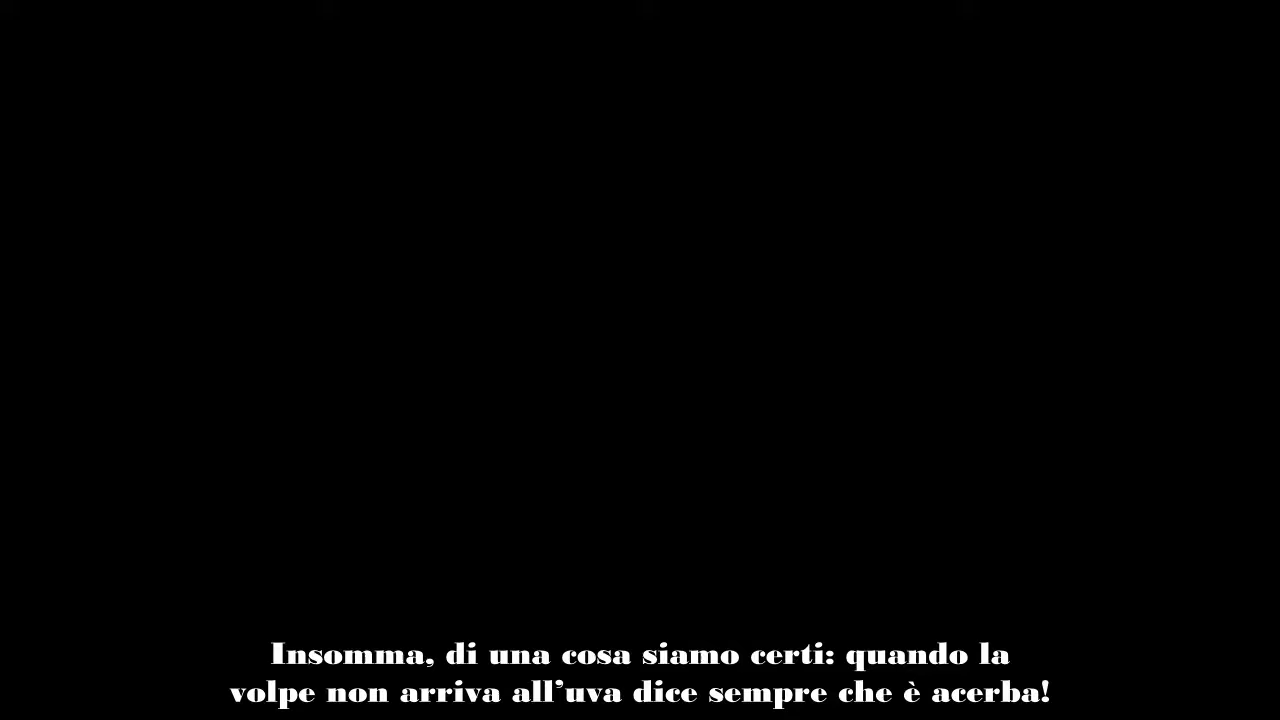 Insomma, di una cosa siamo certi: quando la
volpe non arriva all’uva dice sempre che è acerba!